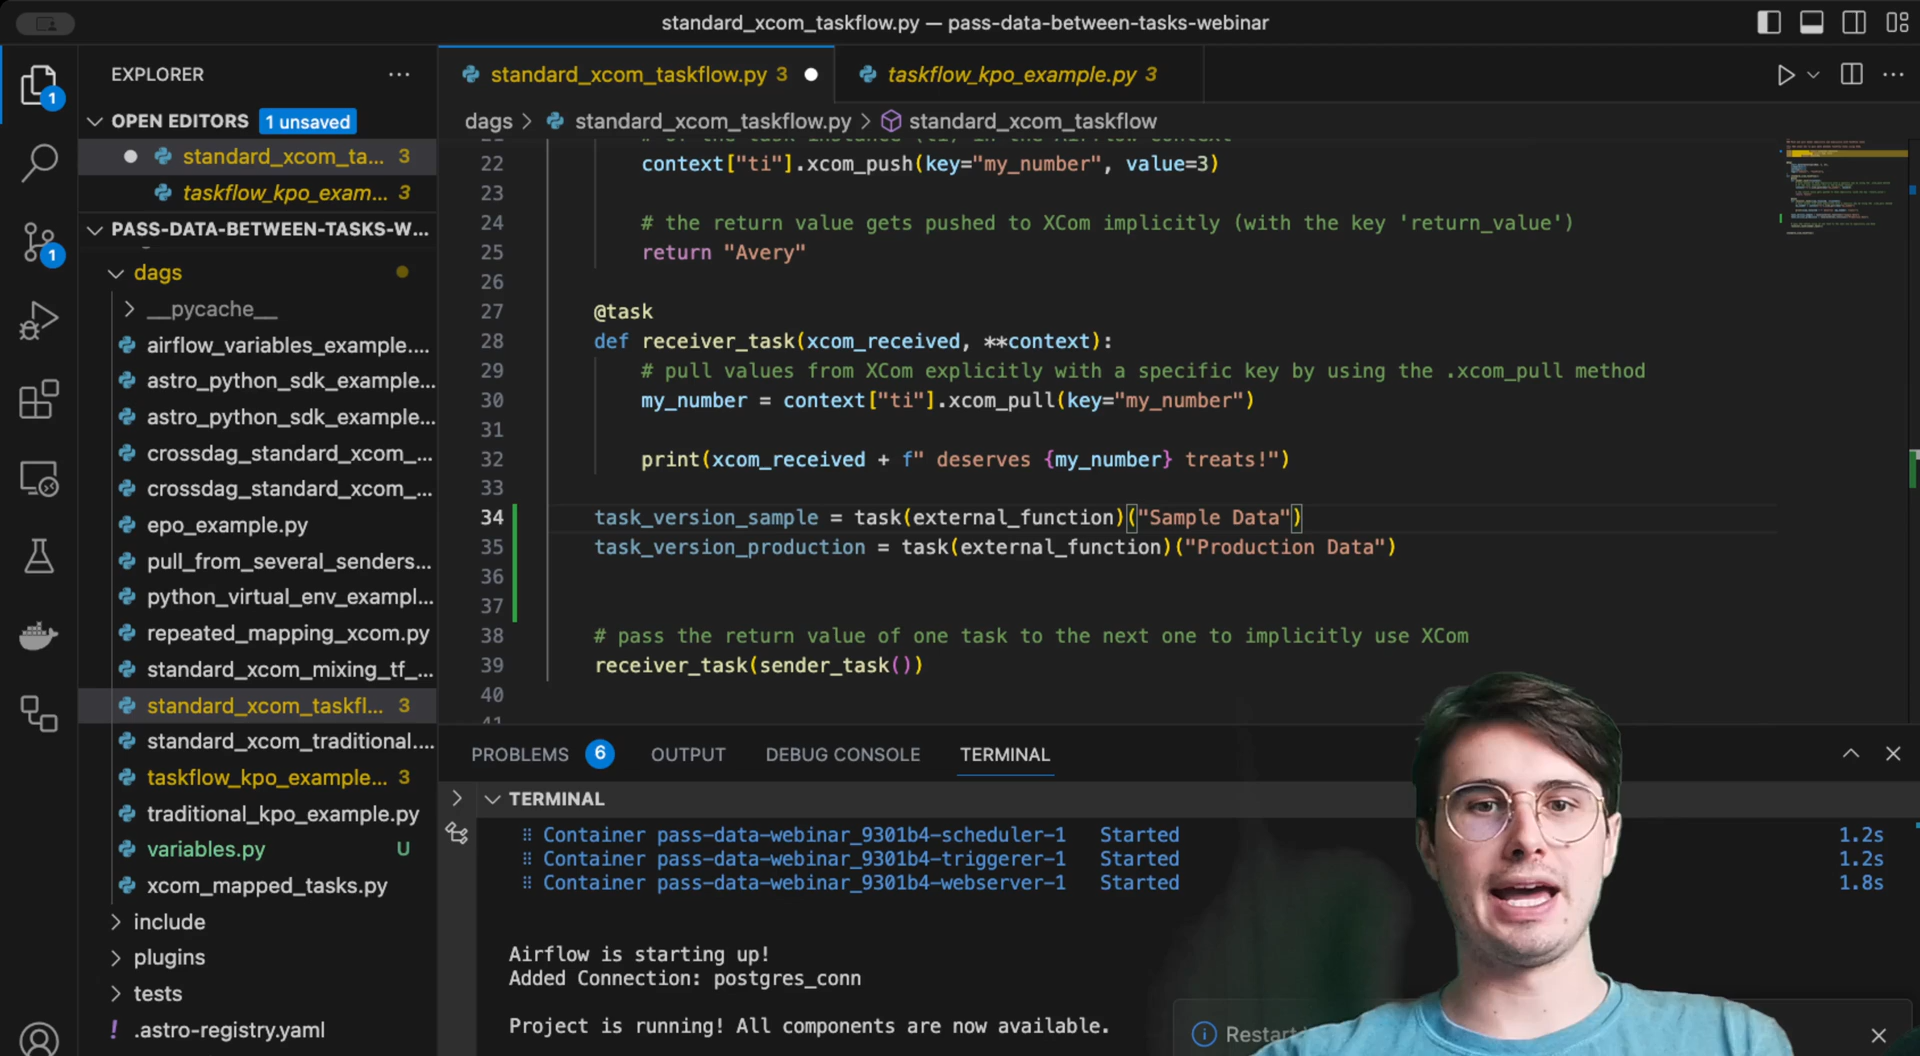 standard_xcom_taskflow.py — pass-data-between-tasks-webinar
EXPLORER
standard_xcom_taskflow.py 3
taskflow_kpo_example.py 3
1
OPEN EDITORS 1 unsaved
dags > standard_xcom_taskflow.py > standard_xcom_taskflow
standard_xcom_ta... 3
taskflow_kpo_exam... 3
PASS-DATA-BETWEEN-TASKS-W...
1
dags
__pycache__
airflow_variables_example....
astro_python_sdk_example...
astro_python_sdk_example...
crossdag_standard_xcom_...
crossdag_standard_xcom_...
epo_example.py
pull_from_several_senders...
python_virtual_env_exampl...
repeated_mapping_xcom.py
standard_xcom_mixing_tf_...
standard_xcom_taskfl... 3
standard_xcom_traditional....
taskflow_kpo_example... 3
traditional_kpo_example.py
variables.py U
xcom_mapped_tasks.py
include
plugins
tests
! .astro-registry.yaml
22 context["ti"].xcom_push(key="my_number", value=3)
23
24 # the return value gets pushed to XCom implicitly (with the key 'return_value')
25 return "Avery"
26
27 @task
28 def receiver_task(xcom_received, **context):
29 # pull values from XCom explicitly with a specific key by using the .xcom_pull method
30 my_number = context["ti"].xcom_pull(key="my_number")
31
32 print(xcom_received + f" deserves {my_number} treats!")
33
34 task_version_sample = task(external_function)("Sample Data")
35 task_version_production = task(external_function)("Production Data")
36
37
38 # pass the return value of one task to the next one to implicitly use XCom
39 receiver_task(sender_task())
40
41
PROBLEMS 6 OUTPUT DEBUG CONSOLE TERMINAL
TERMINAL
Container pass-data-webinar_9301b4-scheduler-1 Started 1.2s
Container pass-data-webinar_9301b4-triggerer-1 Started 1.2s
Container pass-data-webinar_9301b4-webserver-1 Started 1.8s
Airflow is starting up!
Added Connection: postgres_conn
Project is running! All components are now available.
Restart